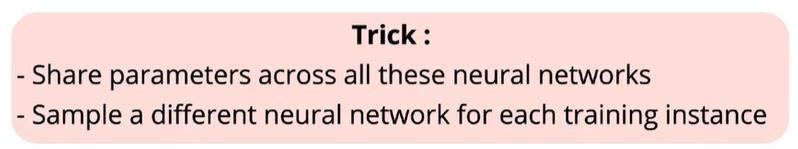 Trick :
- Share parameters across all these neural networks
- Sample a different neural network for each training instance